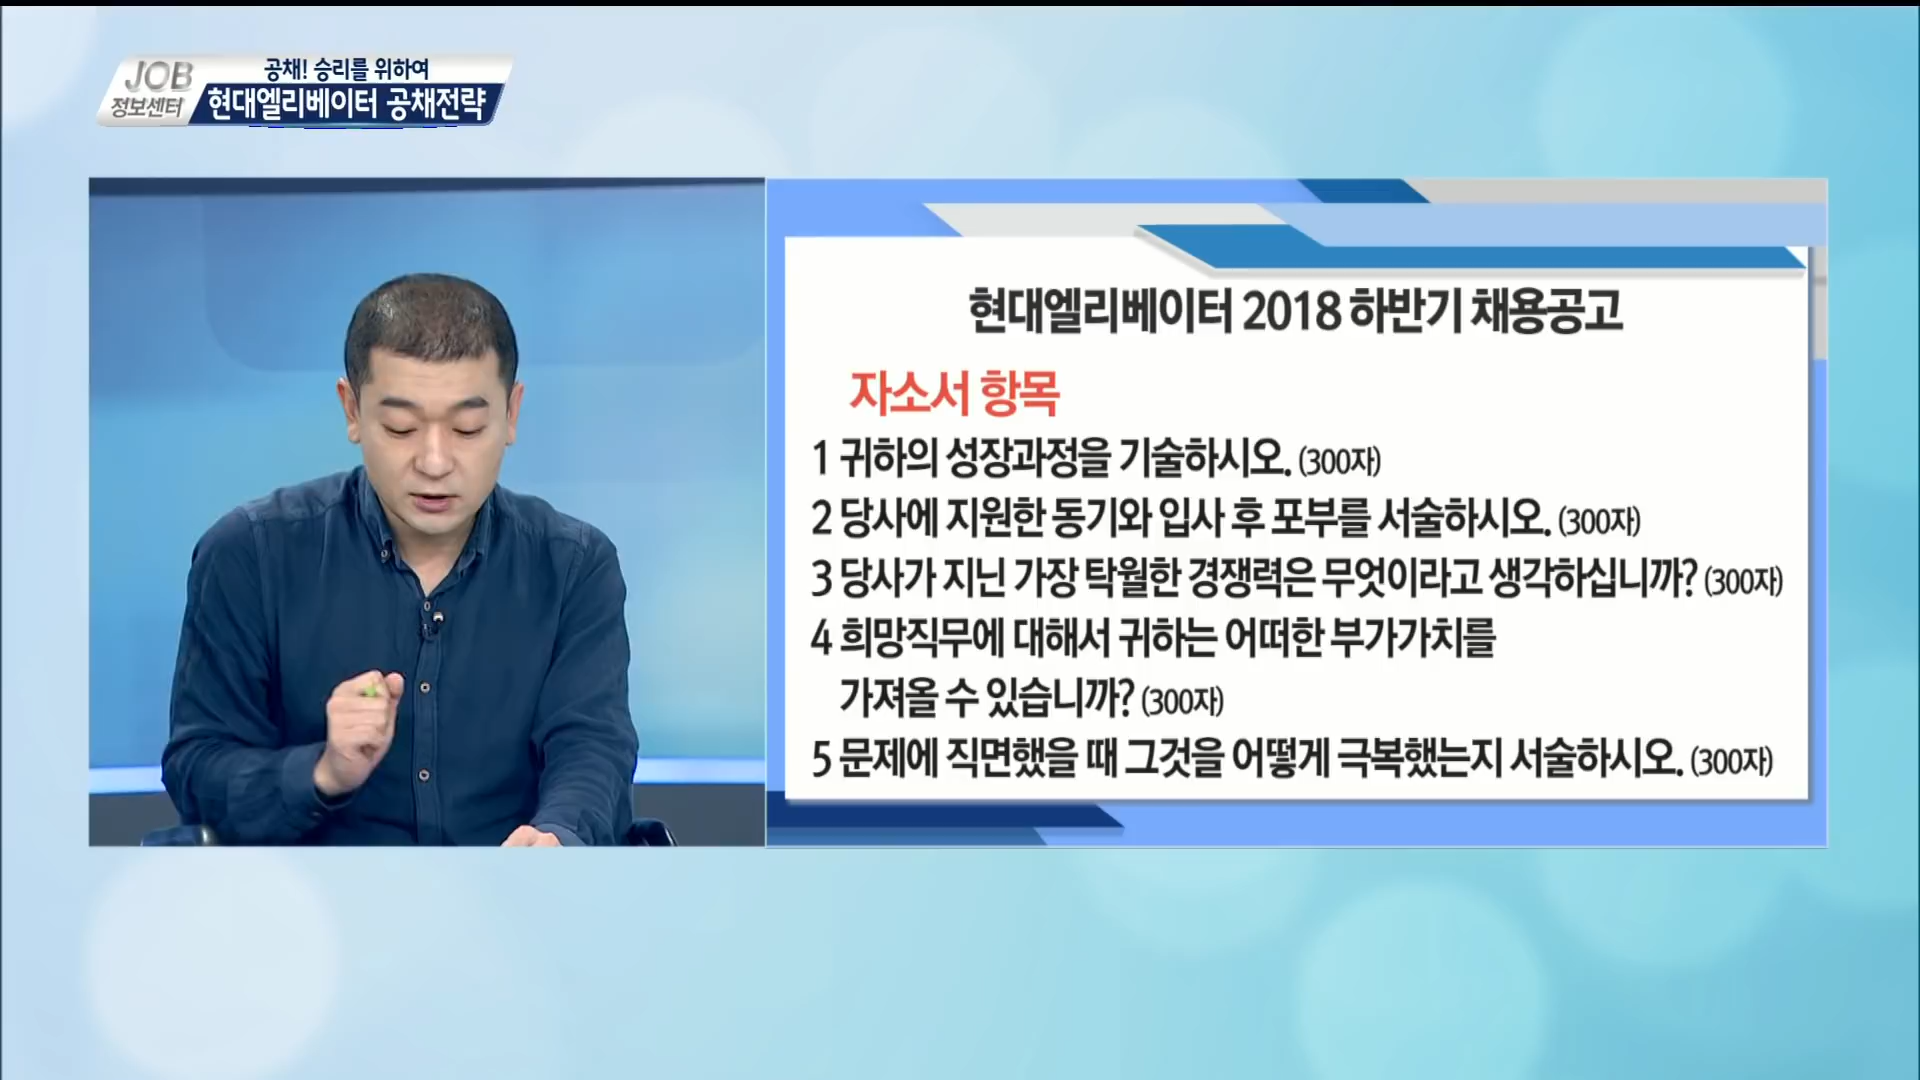 JOB
정보센터
공채! 승리를 위하여
현대엘리베이터 공채전략
현대엘리베이터 2018 하반기 채용공고
자소서 항목
1 귀하의 성장과정을 기술하시오. (300자)
2 당사에 지원한 동기와 입사 후 포부를 서술하시오. (300자)
3 당사가 지닌 가장 탁월한 경쟁력은 무엇이라고 생각하십니까? (300자)
4 희망직무에 대해서 귀하는 어떠한 부가가치를
가져올 수 있습니까? (300자)
5 문제에 직면했을 때 그것을 어떻게 극복했는지 서술하시오. (300자)